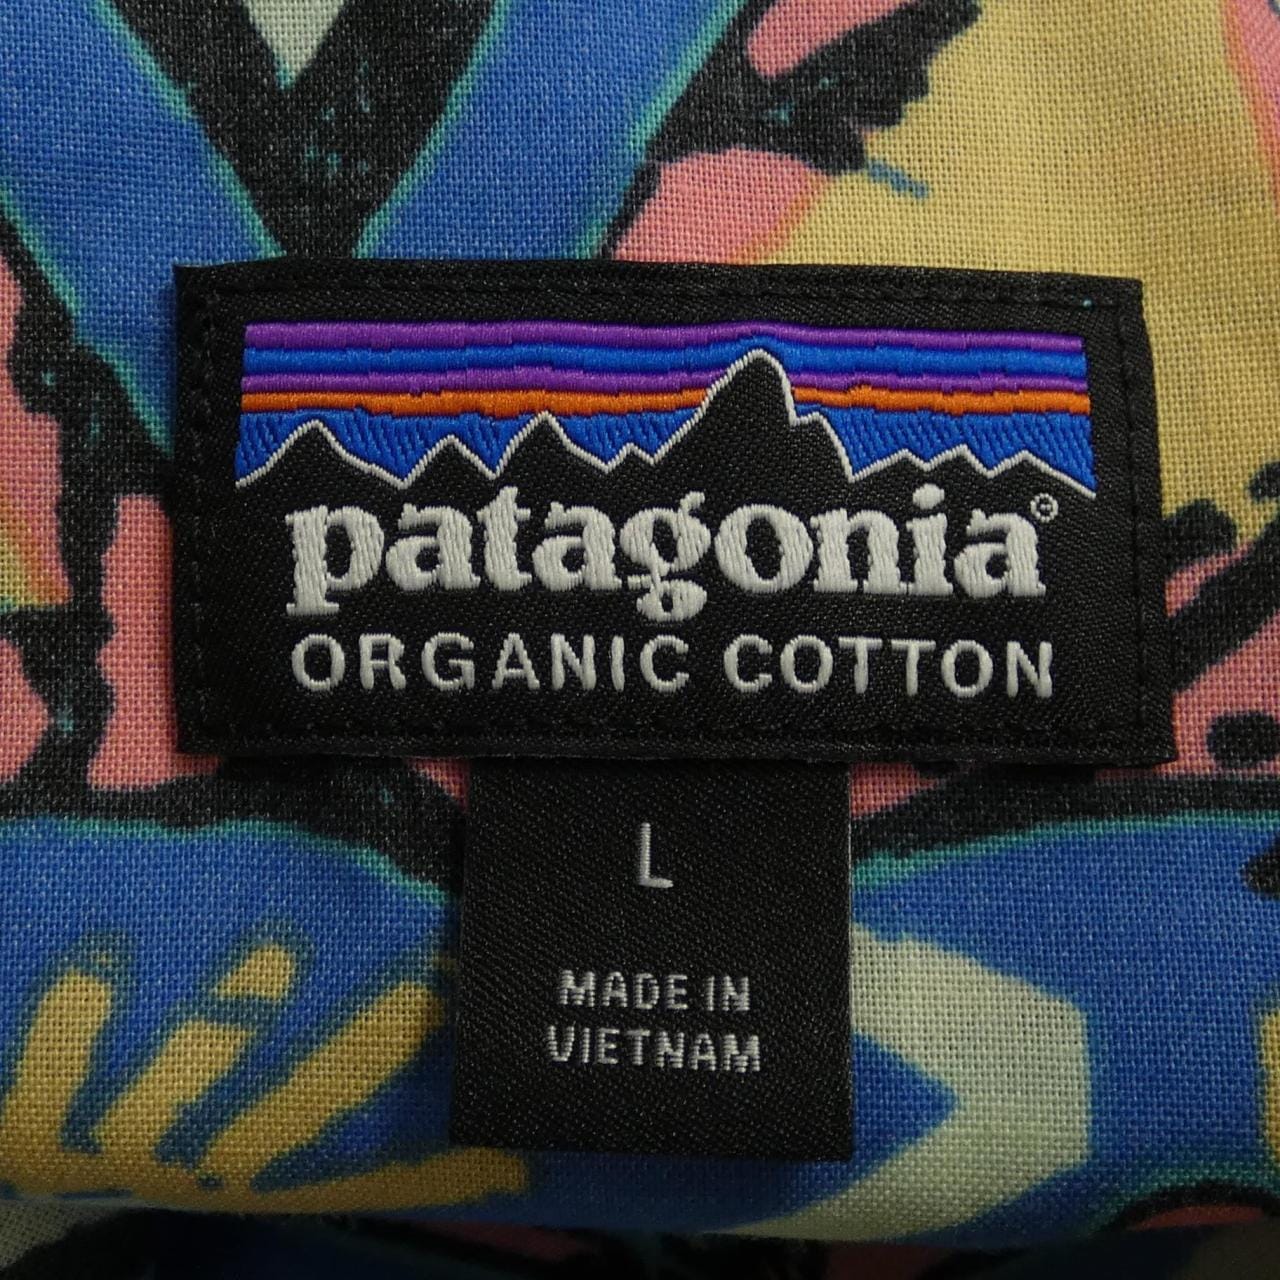 patagonia®
ORGANIC COTTON
L
MADE IN
VIETNAM